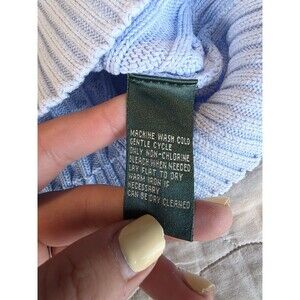 MACHINE WASH COLD
GENTLE CYCLE
ONLY NON-CHLORINE
BLEACH WHEN NEEDED
LAY FLAT TO DRY
WARM IRON IF
NECESSARY
CAN BE DRY CLEANED